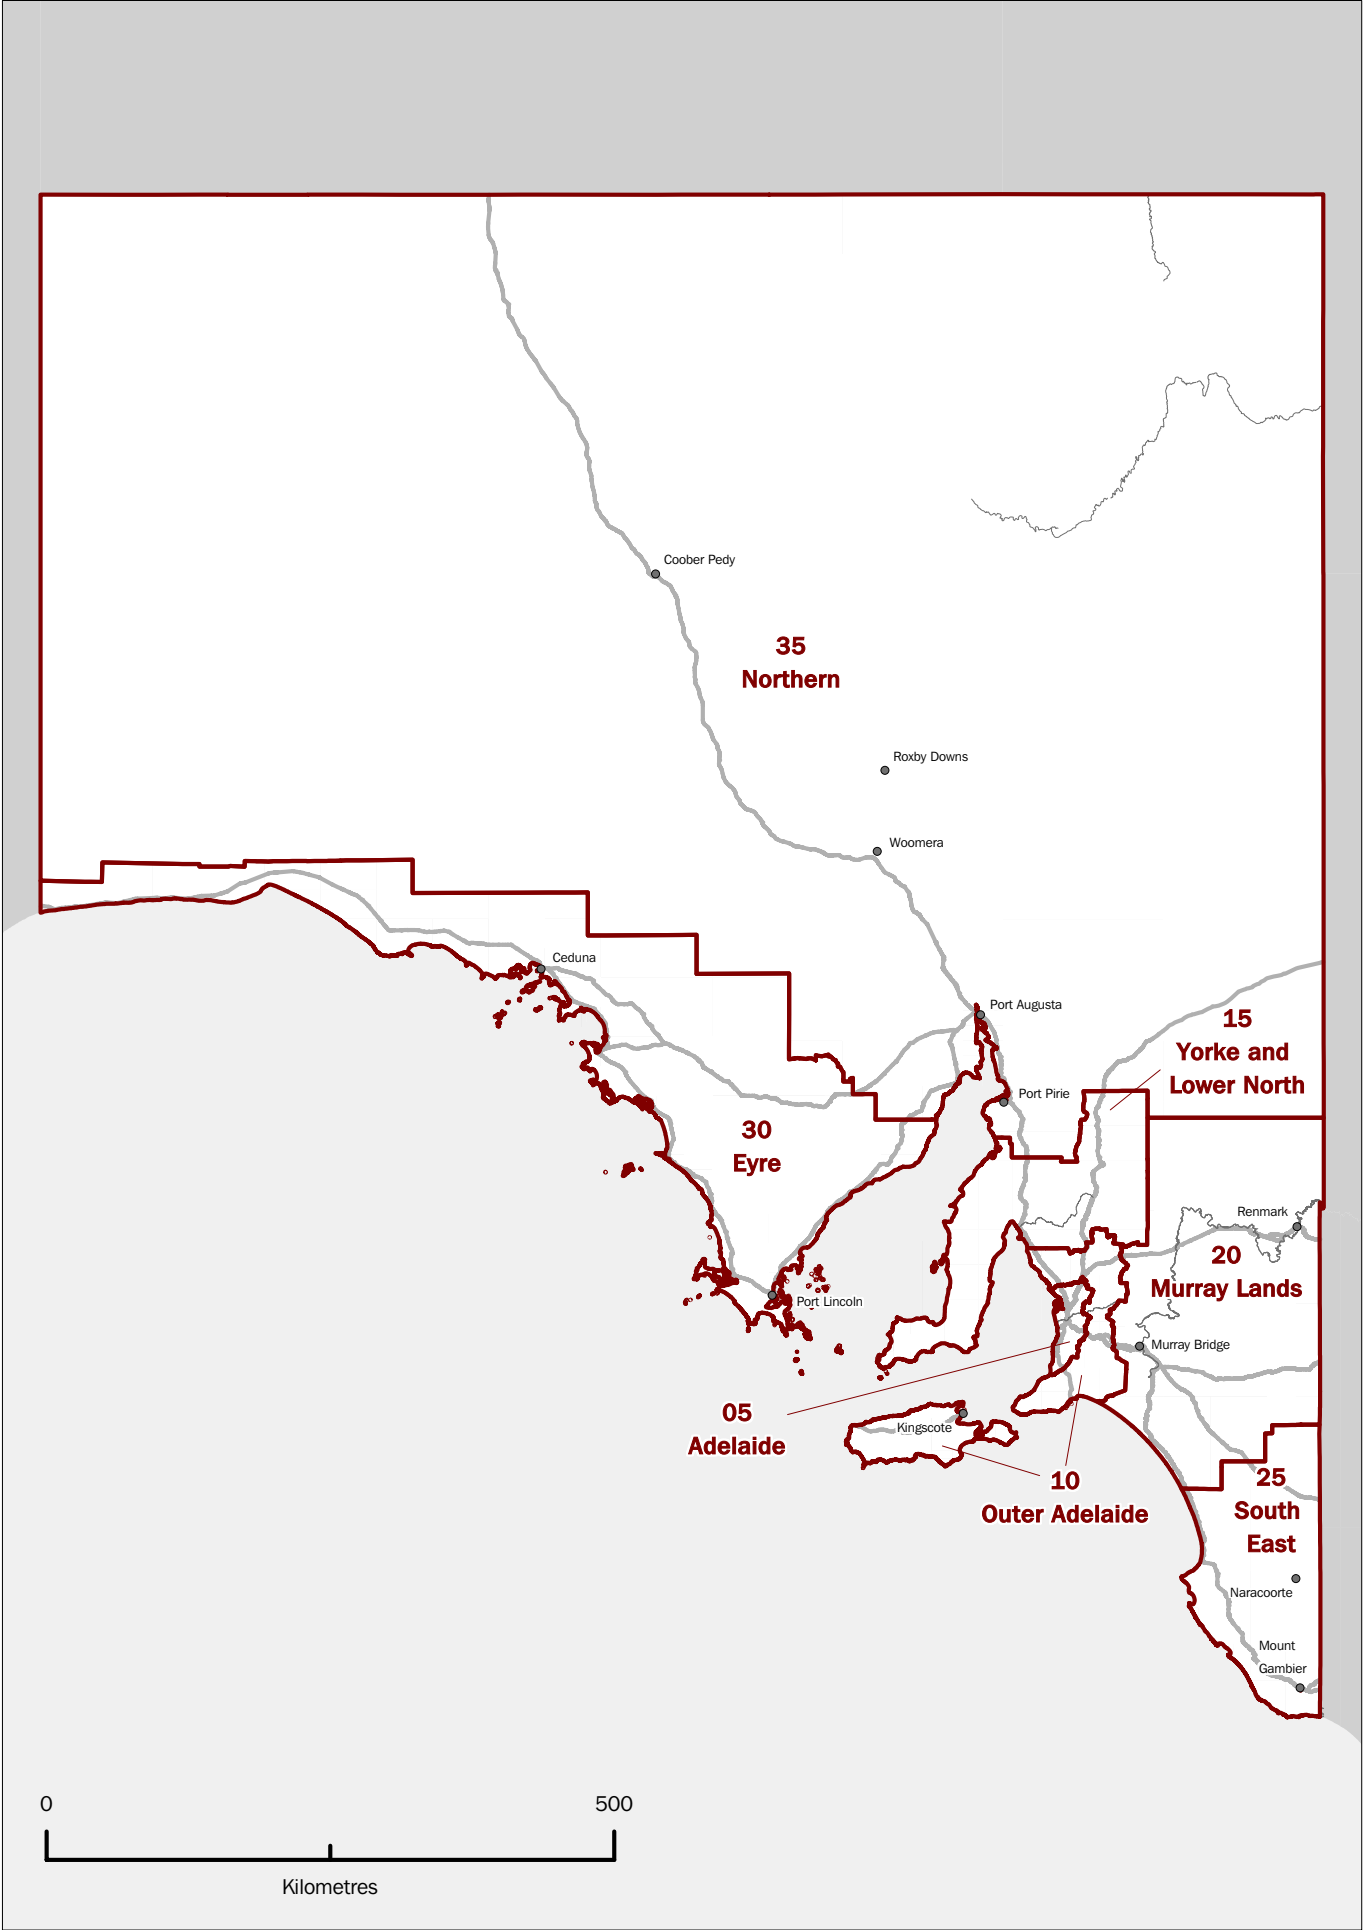 Coober Pedy
35
Northern
Roxby Downs
Woomera
Ceduna
Port Augusta
15
Yorke and
Lower North
Port Pirie
30
Eyre
Renmark
20
Murray Lands
Port Lincoln
Murray Bridge
05
Adelaide
Kingscote
10
Outer Adelaide
25
South
East
Naracoorte
Mount
Gambier
0 500
Kilometres